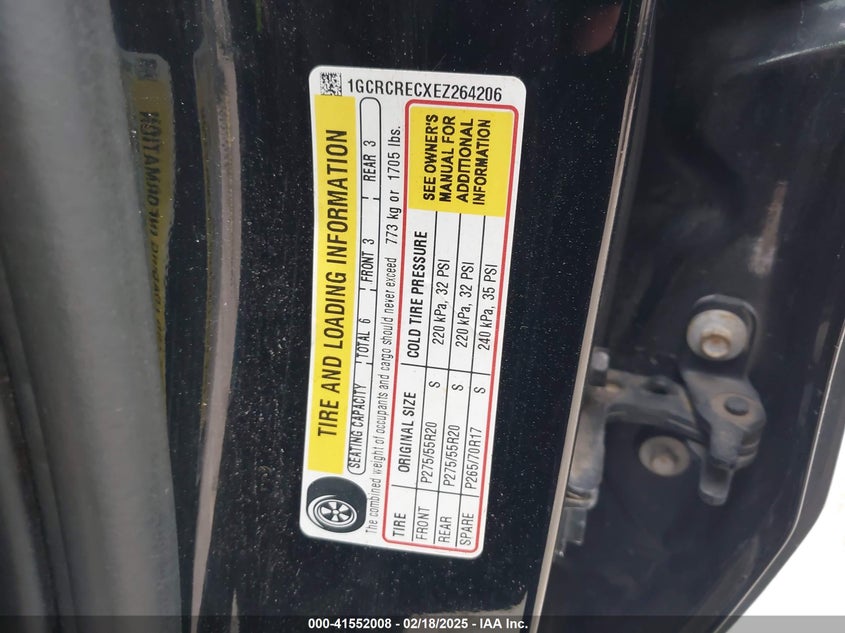 1GCRCRECXEZ264206
TIRE AND LOADING INFORMATION
SEATING CAPACITY TOTAL 6 FRONT 3 REAR 3
The combined weight of occupants and cargo should never exceed 773 kg or 1705 lbs.
TIRE ORIGINAL SIZE COLD TIRE PRESSURE
FRONT P275/55R20 S 220 kPa, 32 PSI
REAR P275/55R20 S 220 kPa, 32 PSI
SPARE P265/70R17 S 240 kPa, 35 PSI
SEE OWNER'S
MANUAL FOR
ADDITIONAL
INFORMATION
000-41552008 - 02/18/2025 - IAA Inc.